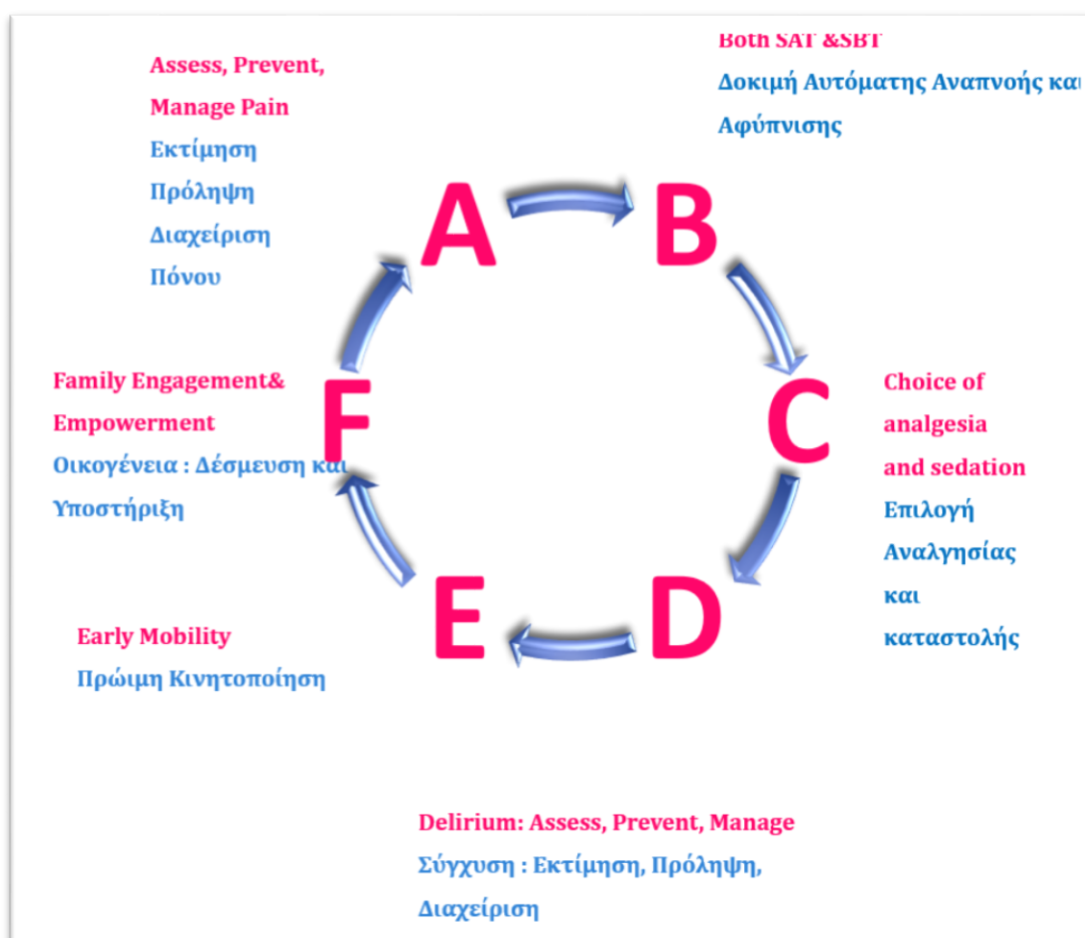 Assess, Prevent,
Manage Pain
Εκτίμηση
Πρόληψη
Διαχείριση
Πόνου
Both SAT &SBT
Δοκιμή Αυτόματης Αναπνοής και
Αφύπνισης
A
B
Family Engagement&
Empowerment
Οικογένεια : Δέσμευση και
Υποστήριξη
F
C
Choice of
analgesia
and sedation
Επιλογή
Αναλγησίας
και
καταστολής
Early Mobility
Πρώιμη Κινητοποίηση
E
D
Delirium: Assess, Prevent, Manage
Σύγχυση : Εκτίμηση, Πρόληψη,
Διαχείριση